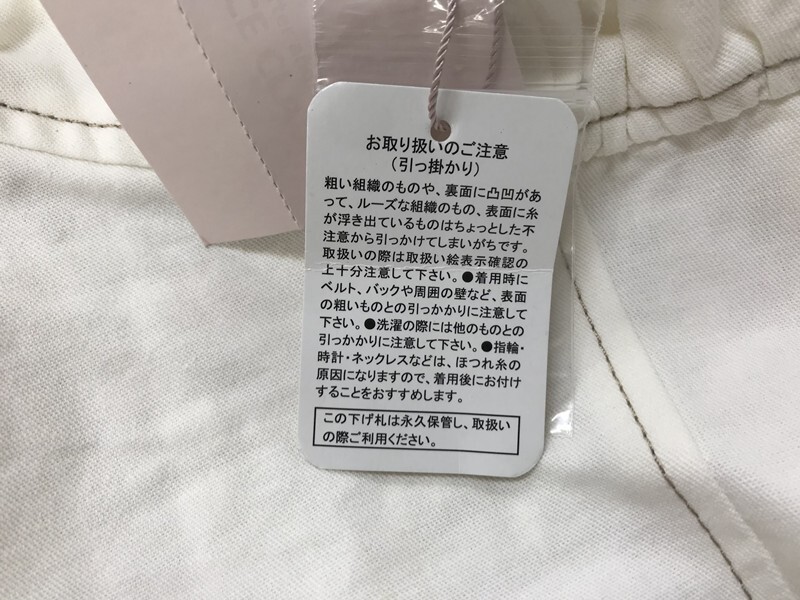 お取り扱いのご注意
(引っ掛かり)
粗い組織のものや、裏面に凸凹があ
って、ルーズな組織のもの、表面に糸
が浮き出ているものはちょっとした不
注意から引っかけてしまいがちです。
取扱いの際は取扱い絵表示確認の
上十分注意して下さい。●着用時に
ベルト、バックや周囲の壁など、表面
の粗いものとの引っかかりに注意して
下さい。●洗濯の際には他のものとの
引っかかりに注意して下さい。●指輪・
時計・ネックレスなどは、ほつれ糸の
原因になりますので、着用後にお付け
することをおすすめします。
この下げ札は永久保管し、取扱い
の際ご利用ください。